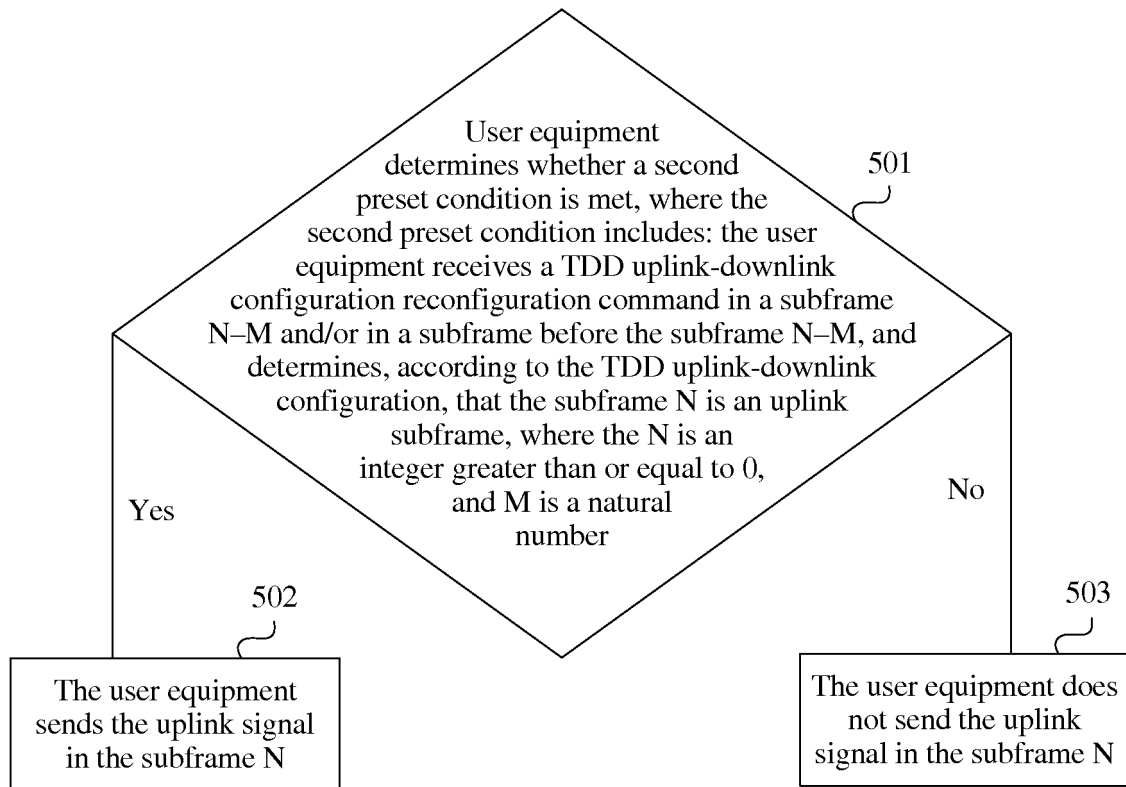 User equipment
determines whether a second
preset condition is met, where the
second preset condition includes: the user
equipment receives a TDD uplink-downlink
configuration reconfiguration command in a subframe
N–M and/or in a subframe before the subframe N–M, and
determines, according to the TDD uplink-downlink
configuration, that the subframe N is an uplink
subframe, where the N is an
integer greater than or equal to 0,
and M is a natural
number
501
Yes
No
502
The user equipment
sends the uplink signal
in the subframe N
503
The user equipment does
not send the uplink
signal in the subframe N